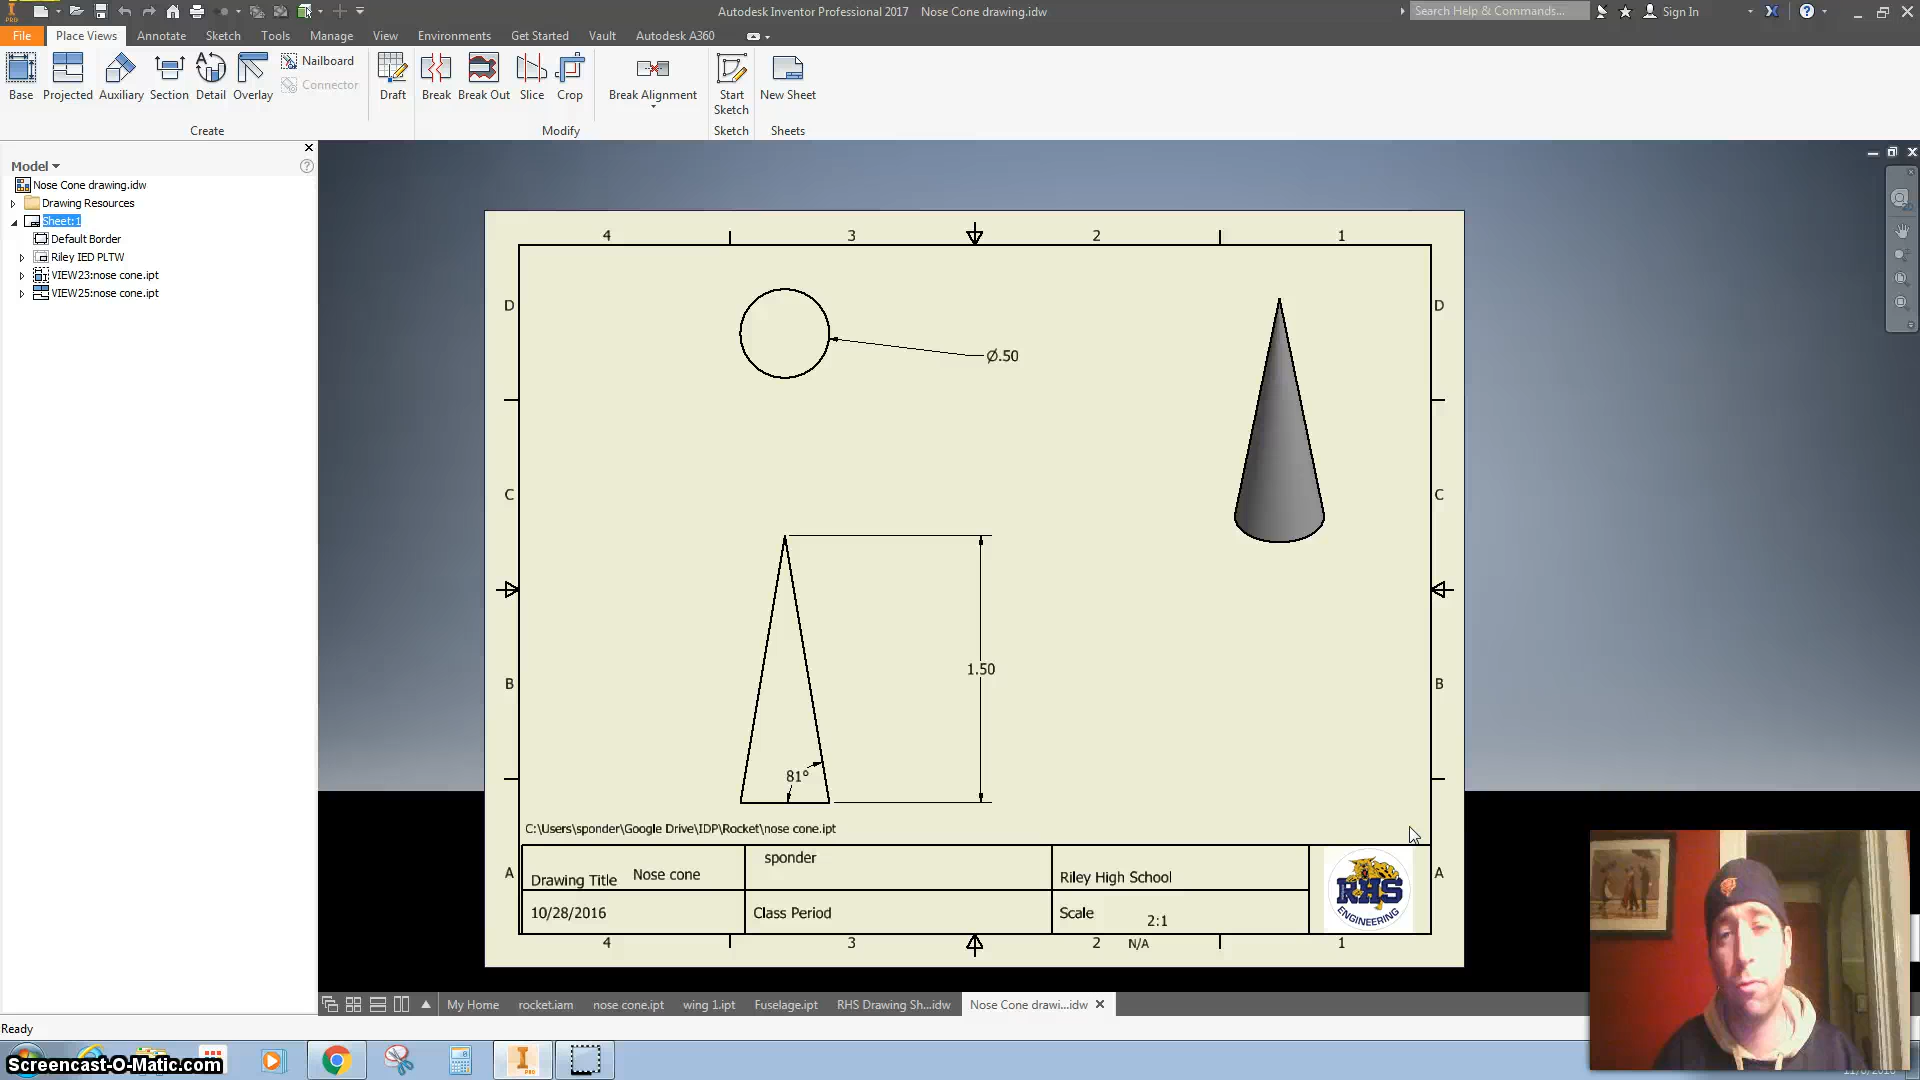 Autodesk Inventor Professional 2017 Nose Cone drawing.idw
Search Help & Commands...
Sign In
File Place Views Annotate Sketch Tools Manage View Environments Get Started Vault Autodesk A360
Base Projected Auxiliary Section Detail Overlay Nailboard Connector Draft Break Break Out Slice Crop Break Alignment Start Sketch New Sheet
Create Modify Sketch Sheets
Model
Nose Cone drawing.idw
Drawing Resources
Sheet:1
Default Border
Riley IED PLTW
VIEW23:nose cone.ipt
VIEW25:nose cone.ipt
4 3 2 1
D D
Ø.50
C C
1.50
B B
81°
C:\Users\sponder\Google Drive\IDP\Rocket\nose cone.ipt
A A
Drawing Title Nose cone
sponder
Riley High School
10/28/2016
Class Period
Scale 2:1
RHS
ENGINEERING
4 3 2 N/A 1
My Home rocket.iam nose cone.ipt wing 1.ipt Fuselage.ipt RHS Drawing Sh...idw Nose Cone drawi...idw
Ready
Screencast-O-Matic.com